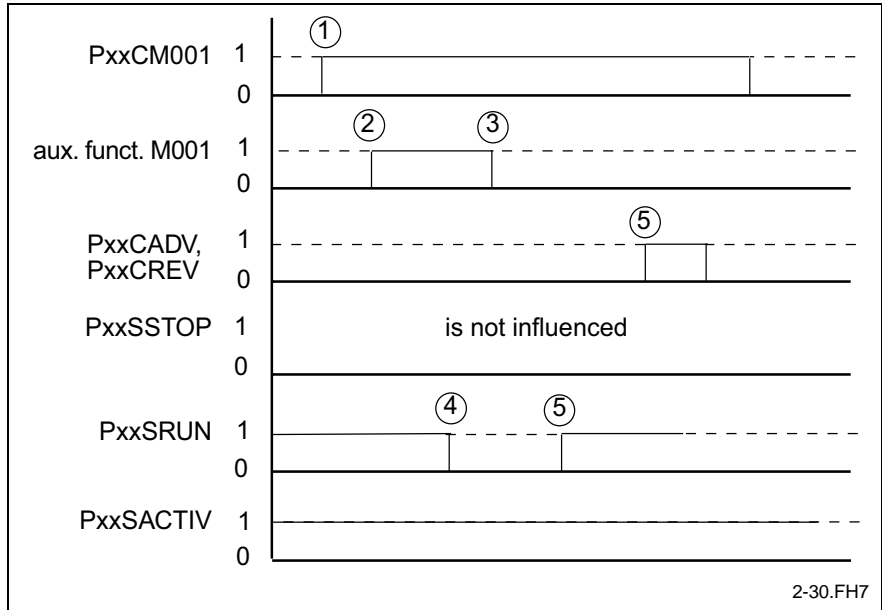 ①
PxxCM001 1
0
② ③
aux. funct. M001 1
0
⑤
PxxCADV, 1
PxxCREV 0
PxxSSTOP 1 is not influenced
0
④ ⑤
PxxSRUN 1
0
PxxSACTIV 1
0
2-30.FH7